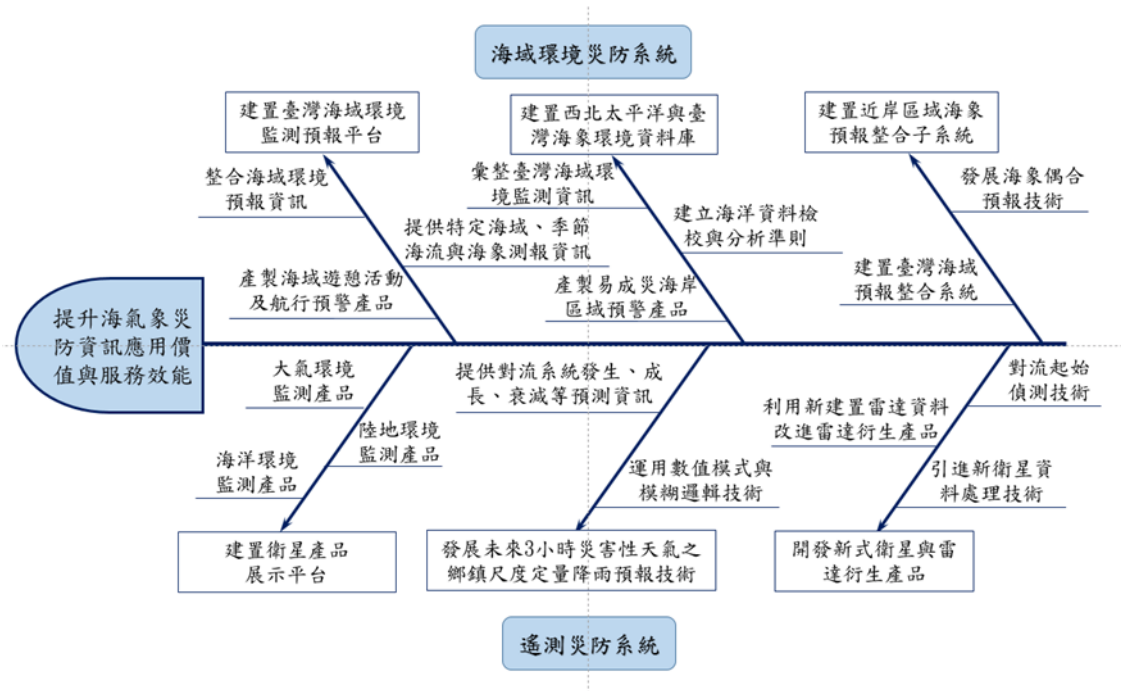 海域環境災防系統
建置臺灣海域環境
監測預報平台
建置西北太平洋與臺
灣海象環境資料庫
建置近岸區域海象
預報整合子系統
整合海域環境
預報資訊
彙整臺灣海域環
境監測資訊
發展海象偶合
預報技術
提供特定海域、季節
海流與海象測報資訊
建立海洋資料檢
校與分析準則
產製海域遊憩活動
及航行預警產品
產製易成災海岸
區域預警產品
建置臺灣海域
預報整合系統
提升海氣象災
防資訊應用價
值與服務效能
大氣環境
監測產品
提供對流系統發生、成
長、衰減等預測資訊
對流起始
偵測技術
陸地環境
監測產品
利用新建置雷達資料
改進雷達衍生產品
海洋環境
監測產品
運用數值模式與
模糊邏輯技術
引進新衛星資
料處理技術
建置衛星產品
展示平台
發展未來3小時災害性天氣之
鄉鎮尺度定量降雨預報技術
開發新式衛星與雷
達衍生產品
遙測災防系統